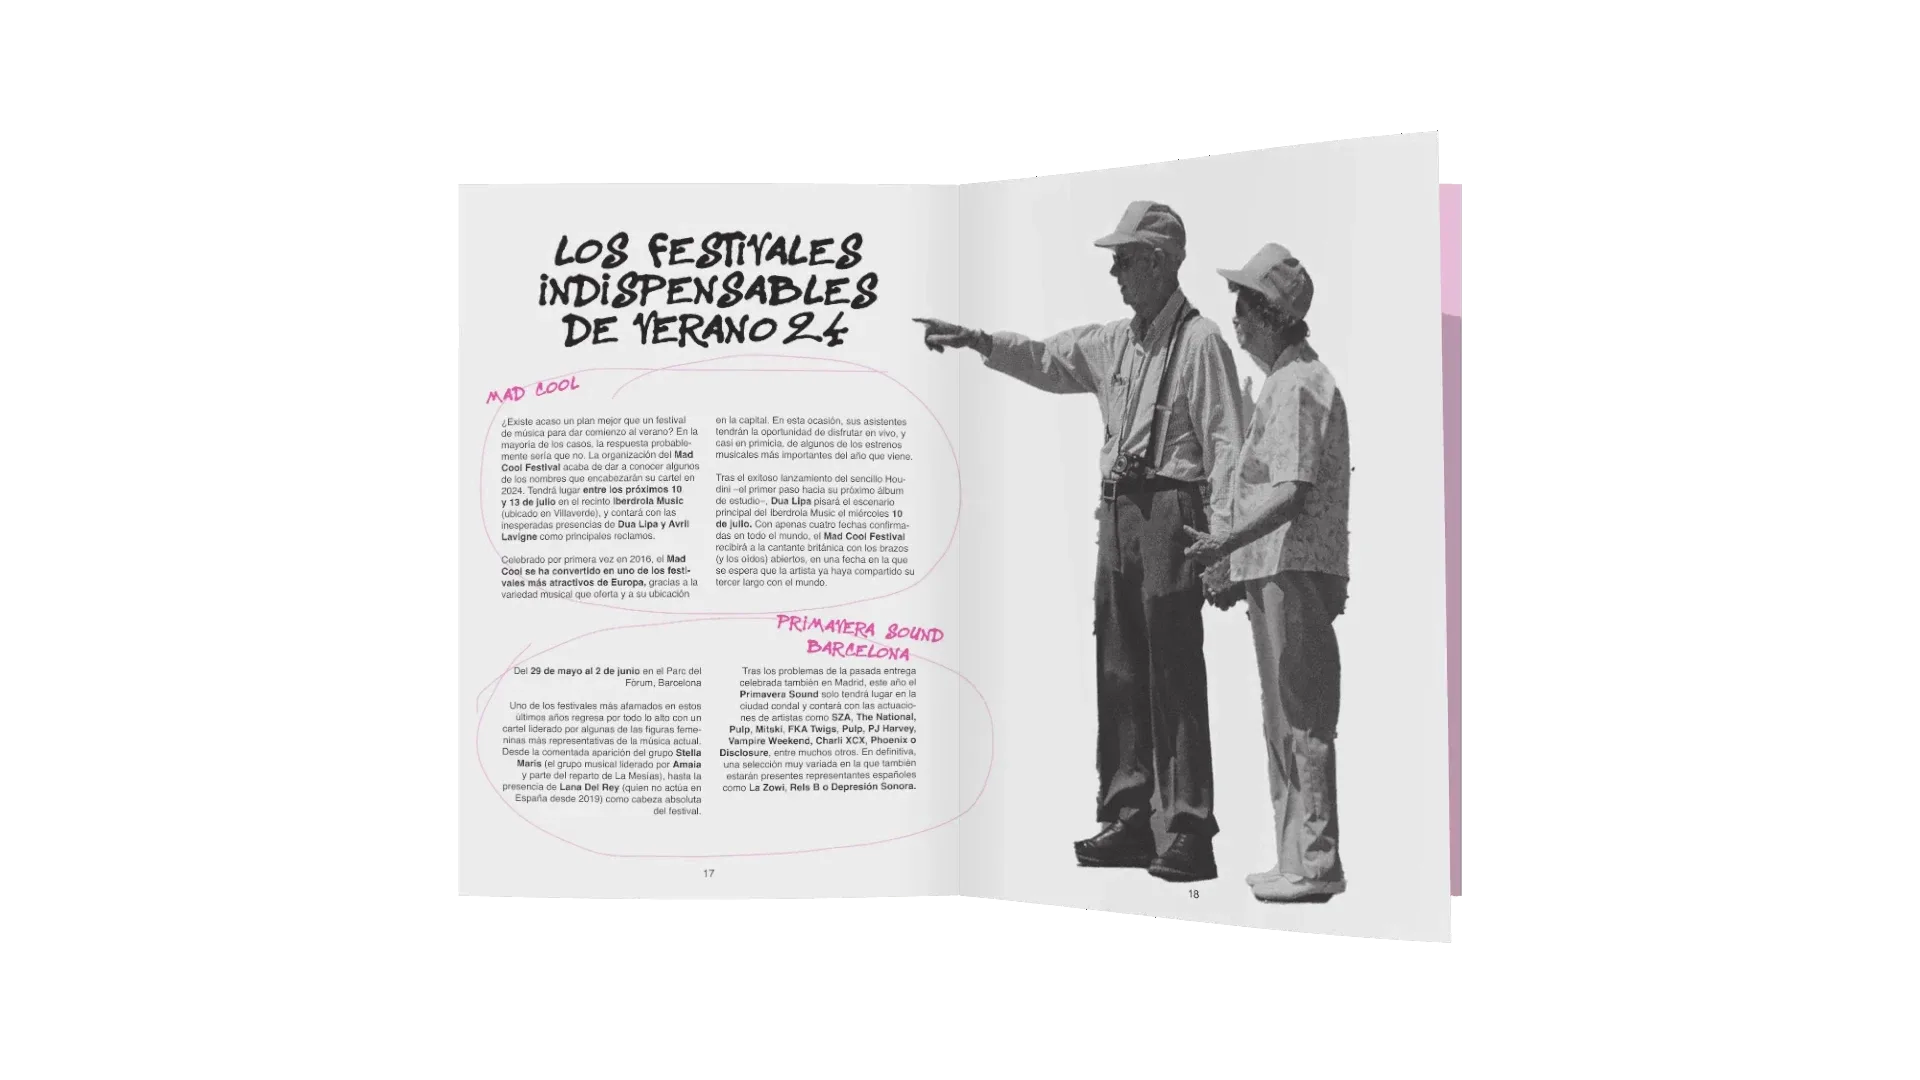 LOS FESTIVALES
INDISPENSABLES
DE VERANO 24
MAD COOL
¿Existe acaso un plan mejor que un festival
de música para dar comienzo al verano? En la
mayoría de los casos, la respuesta probable-
mente sería que no. La organización del Mad
Cool Festival acaba de dar a conocer algunos
de los nombres que encabezarán su cartel en
2024. Tendrá lugar entre los próximos 10
y 13 de julio en el recinto Iberdrola Music
(ubicado en Villaverde), y contará con las
inesperadas presencias de Dua Lipa y Avril
Lavigne como principales reclamos.
Celebrado por primera vez en 2016, el Mad
Cool se ha convertido en uno de los festi-
vales más atractivos de Europa, gracias a la
variedad musical que oferta y a su ubicación
en la capital. En esta ocasión, sus asistentes
tendrán la oportunidad de disfrutar en vivo, y
casi en primicia, de algunos de los estrenos
musicales más importantes del año que viene.
Tras el exitoso lanzamiento del sencillo Hou-
dini –el primer paso hacia su próximo álbum
de estudio–, Dua Lipa pisará el escenario
principal del Iberdrola Music el miércoles 10
de julio. Con apenas cuatro fechas confirma-
das en todo el mundo, el Mad Cool Festival
recibirá a la cantante británica con los brazos
(y los oídos) abiertos, en una fecha en la que
se espera que la artista ya haya compartido su
tercer largo con el mundo.
PRIMAVERA SOUND
BARCELONA
Del 29 de mayo al 2 de junio en el Parc del
Fòrum, Barcelona
Uno de los festivales más afamados en estos
últimos años regresa por todo lo alto con un
cartel liderado por algunas de las figuras feme-
ninas más representativas de la música actual.
Desde la comentada aparición del grupo Stella
Maris (el grupo musical liderado por Amaia
y parte del reparto de La Mesías), hasta la
presencia de Lana Del Rey (quien no actúa en
España desde 2019) como cabeza absoluta
del festival.
Tras los problemas de la pasada entrega
celebrada también en Madrid, este año el
Primavera Sound solo tendrá lugar en la
ciudad condal y contará con las actuacio-
nes de artistas como SZA, The National,
Pulp, Mitski, FKA Twigs, Pulp, PJ Harvey,
Vampire Weekend, Charli XCX, Phoenix o
Disclosure, entre muchos otros. En definitiva,
una selección muy variada en la que también
estarán presentes representantes españoles
como La Zowi, Rels B o Depresión Sonora.
17
18